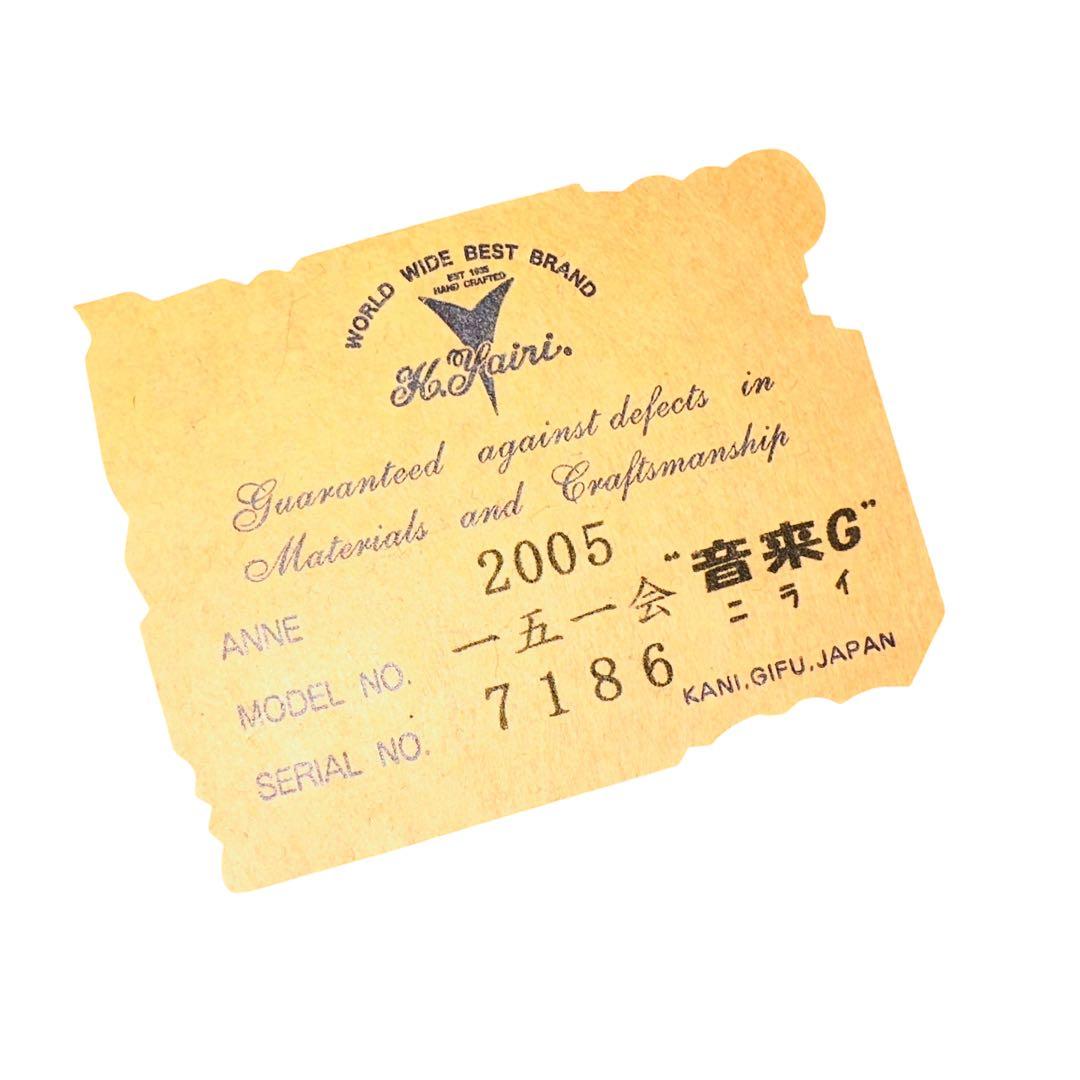 WORLD WIDE BEST BRAND
EST 1935
HAND CRAFTED
K.Yairi.
Guaranteed against defects in
Materials and Craftsmanship
ANNE 2005
MODEL NO. 一五一会 "音来G"
ニライ
SERIAL NO. 7186
KANI.GIFU.JAPAN